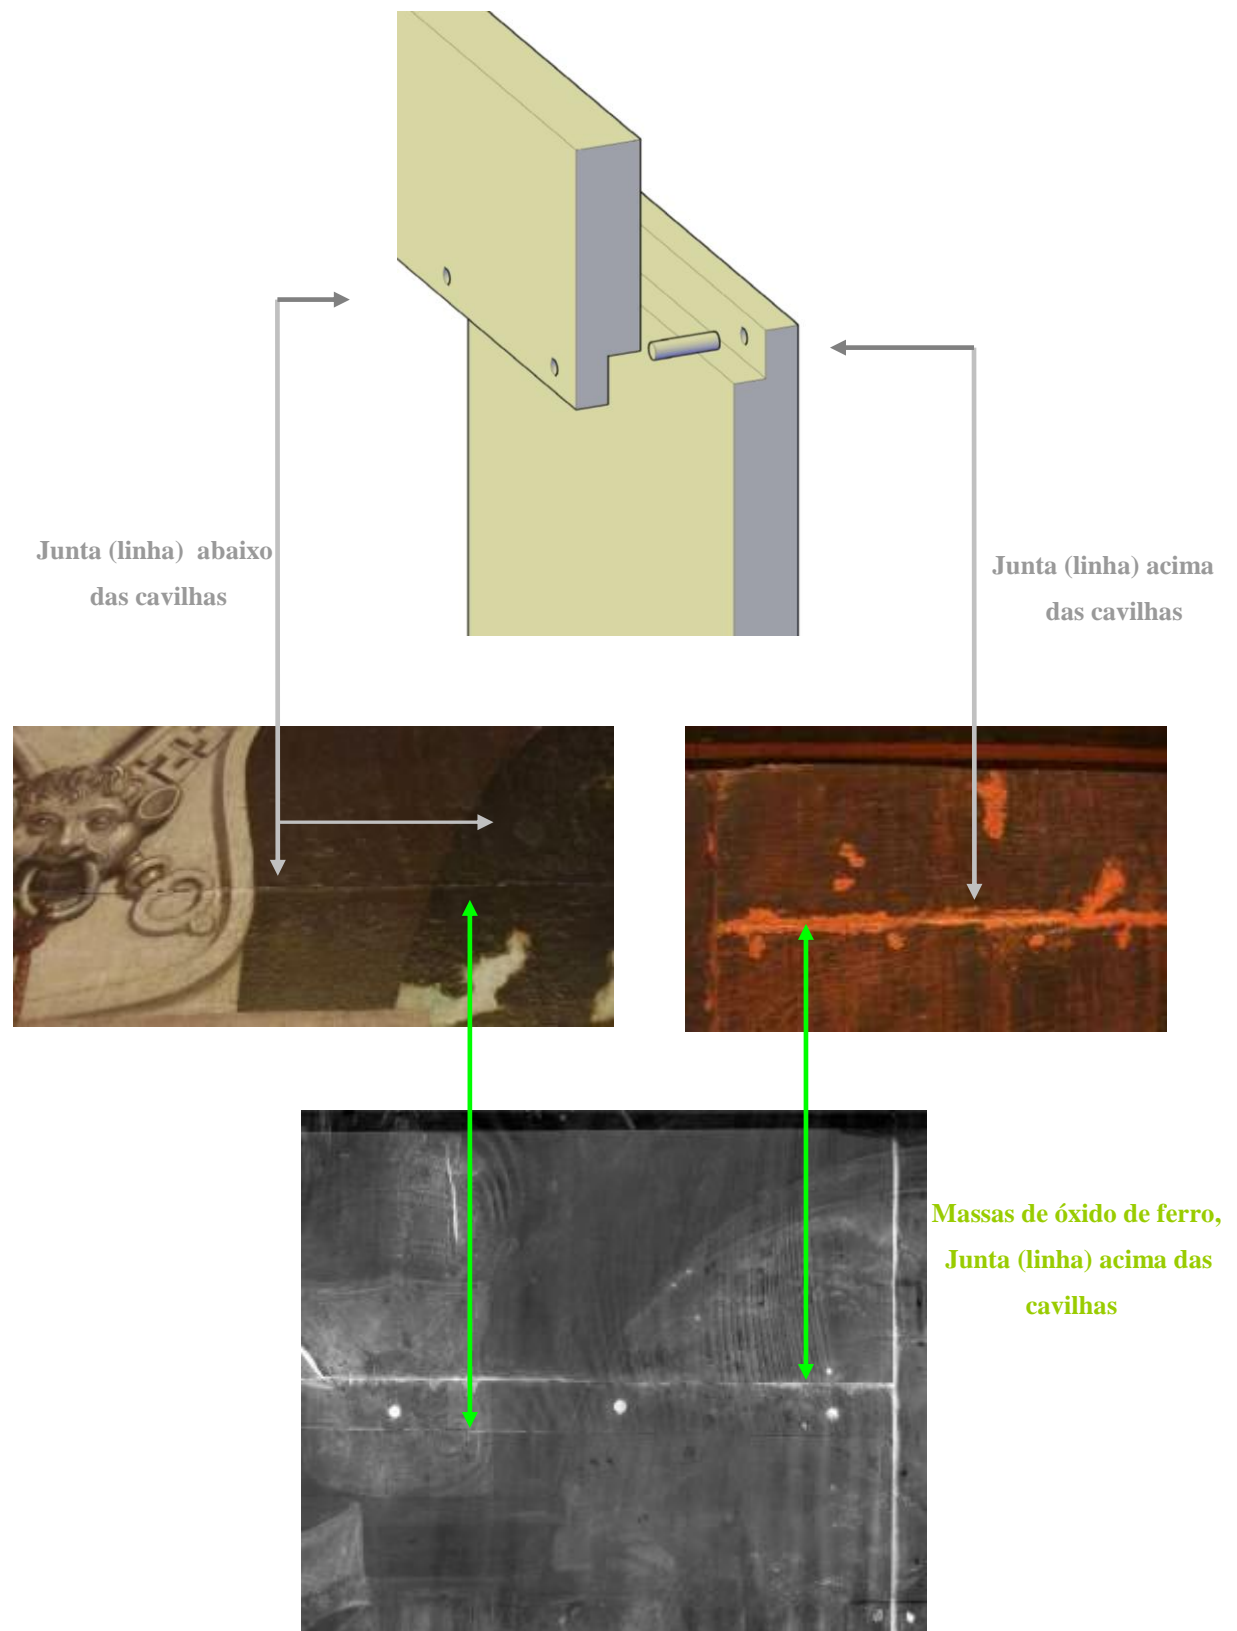 Junta (linha) abaixo
das cavilhas
Junta (linha) acima
das cavilhas
Massas de óxido de ferro,
Junta (linha) acima das
cavilhas